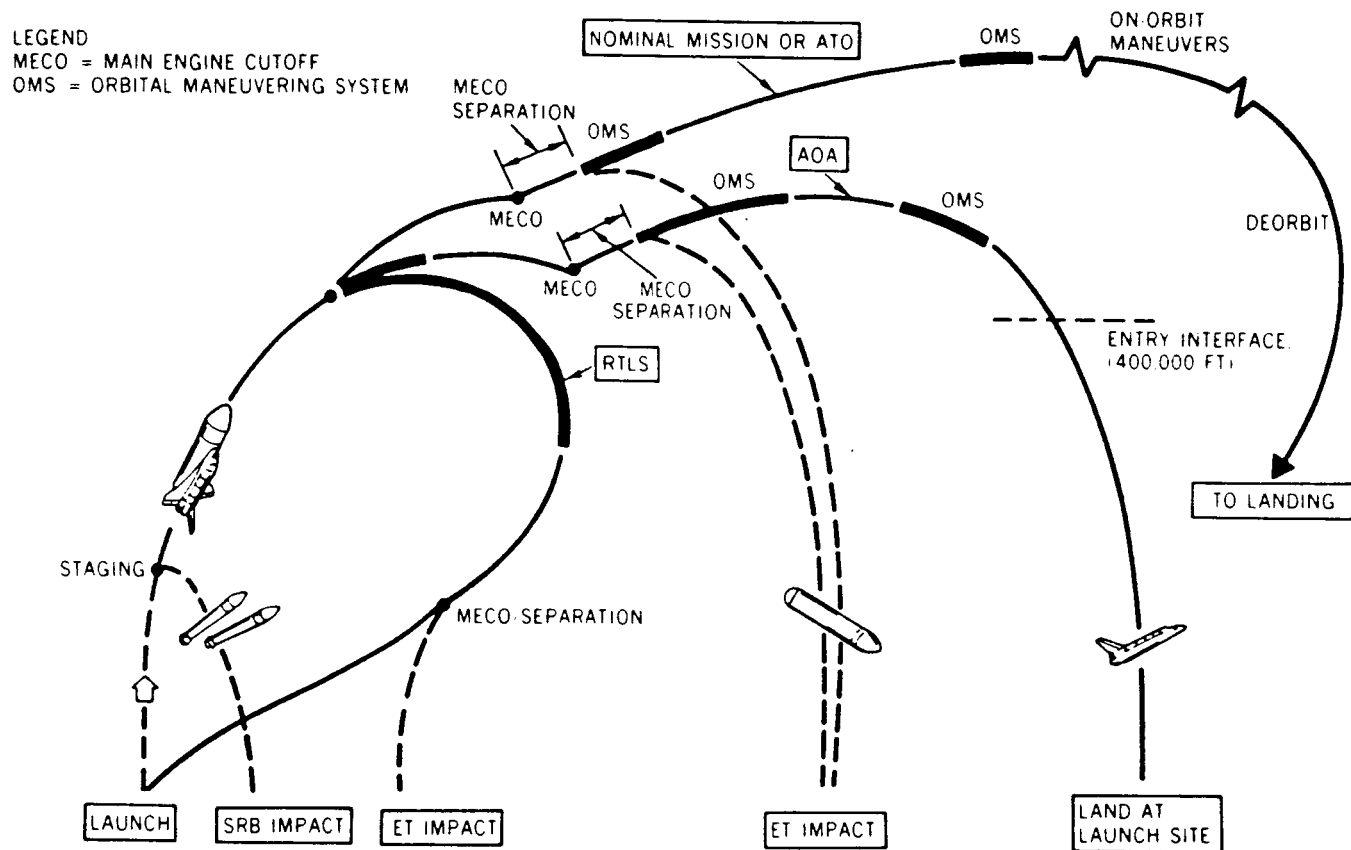 LEGEND
MECO = MAIN ENGINE CUTOFF
OMS = ORBITAL MANEUVERING SYSTEM
NOMINAL MISSION OR ATO
OMS
ON-ORBIT
MANEUVERS
MECO
SEPARATION
OMS
AOA
OMS
OMS
MECO
DEORBIT
MECO
MECO
SEPARATION
ENTRY INTERFACE
(400,000 FT)
RTLS
TO LANDING
STAGING
MECO-SEPARATION
LAUNCH
SRB IMPACT
ET IMPACT
ET IMPACT
LAND AT
LAUNCH SITE